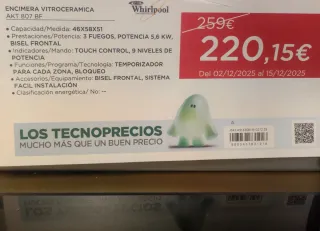 ENCIMERA VITROCERAMICA
AKT 807 BF
Whirlpool
• Capacidad/Medida: 46X58X51
• Prestaciones/Potencia: 3 FUEGOS, POTENCIA 5,6 KW, BISEL FRONTAL
• Indicadores/Mando: TOUCH CONTROL, 9 NIVELES DE POTENCIA
• Funciones/Programa/Tecnologia: TEMPORIZADOR PARA CADA ZONA, BLOQUEO
• Accesorios/Equipamiento: BISEL FRONTAL, SISTEMA FACIL INSTALACIÓN
• Clasificación energética/ No: --
259€
220,15€
Del 02/12/2025 al 15/12/2025
LOS TECNOPRECIOS
MUCHO MÁS QUE UN BUEN PRECIO